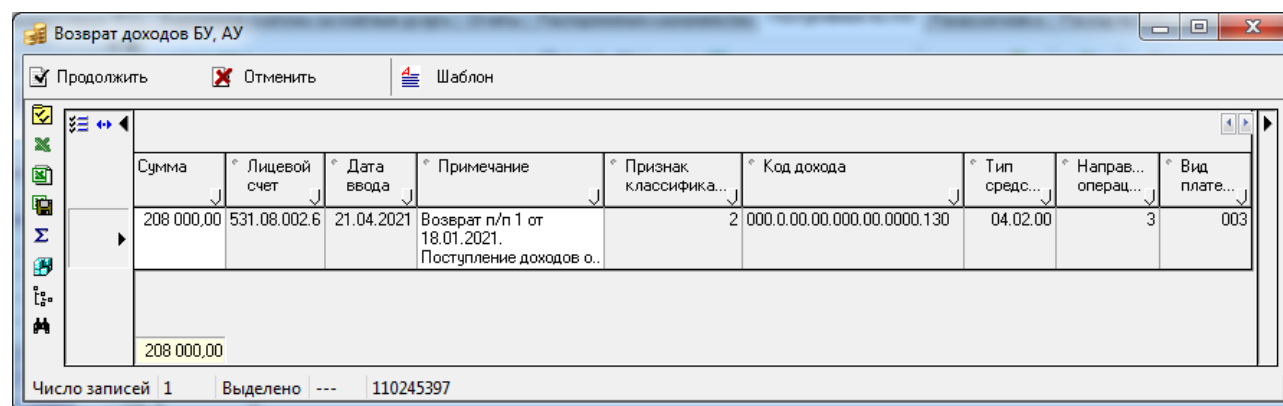 Возврат доходов БУ, АУ
Продолжить Отменить Шаблон
Сумма Лицевой счет Дата ввода Примечание Признак классифика... Код дохода Тип средс... Направ... операц... Вид плате...
208 000,00 531.08.002.6 21.04.2021 Возврат п/п 1 от 2 000.0.00.00.000.00.0000.130 04.02.00 3 003
18.01.2021.
Поступление доходов о..
208 000,00
Число записей 1 Выделено --- 110245397